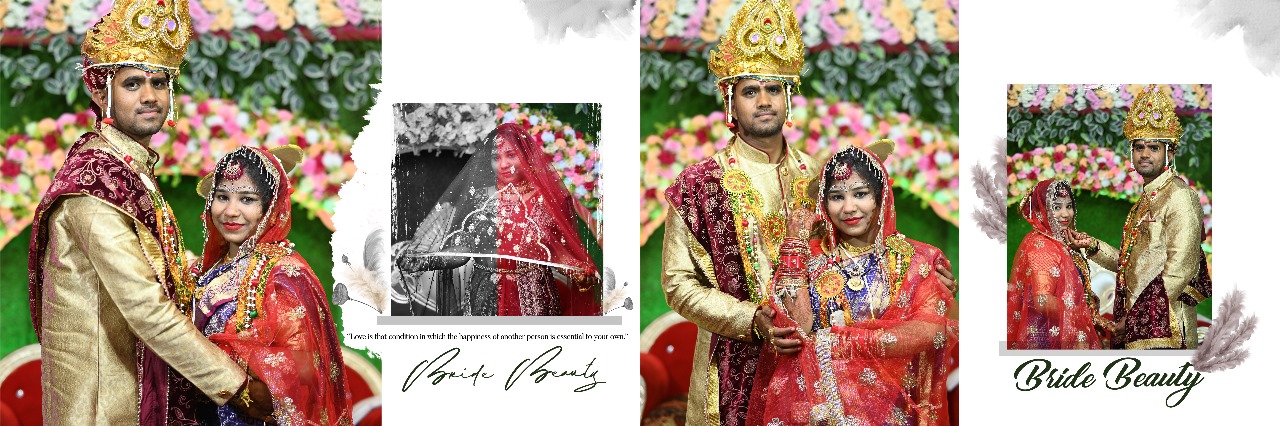 "Love is that condition in which the happiness of another person is essential to your own."
Bride Beauty
Bride Beauty